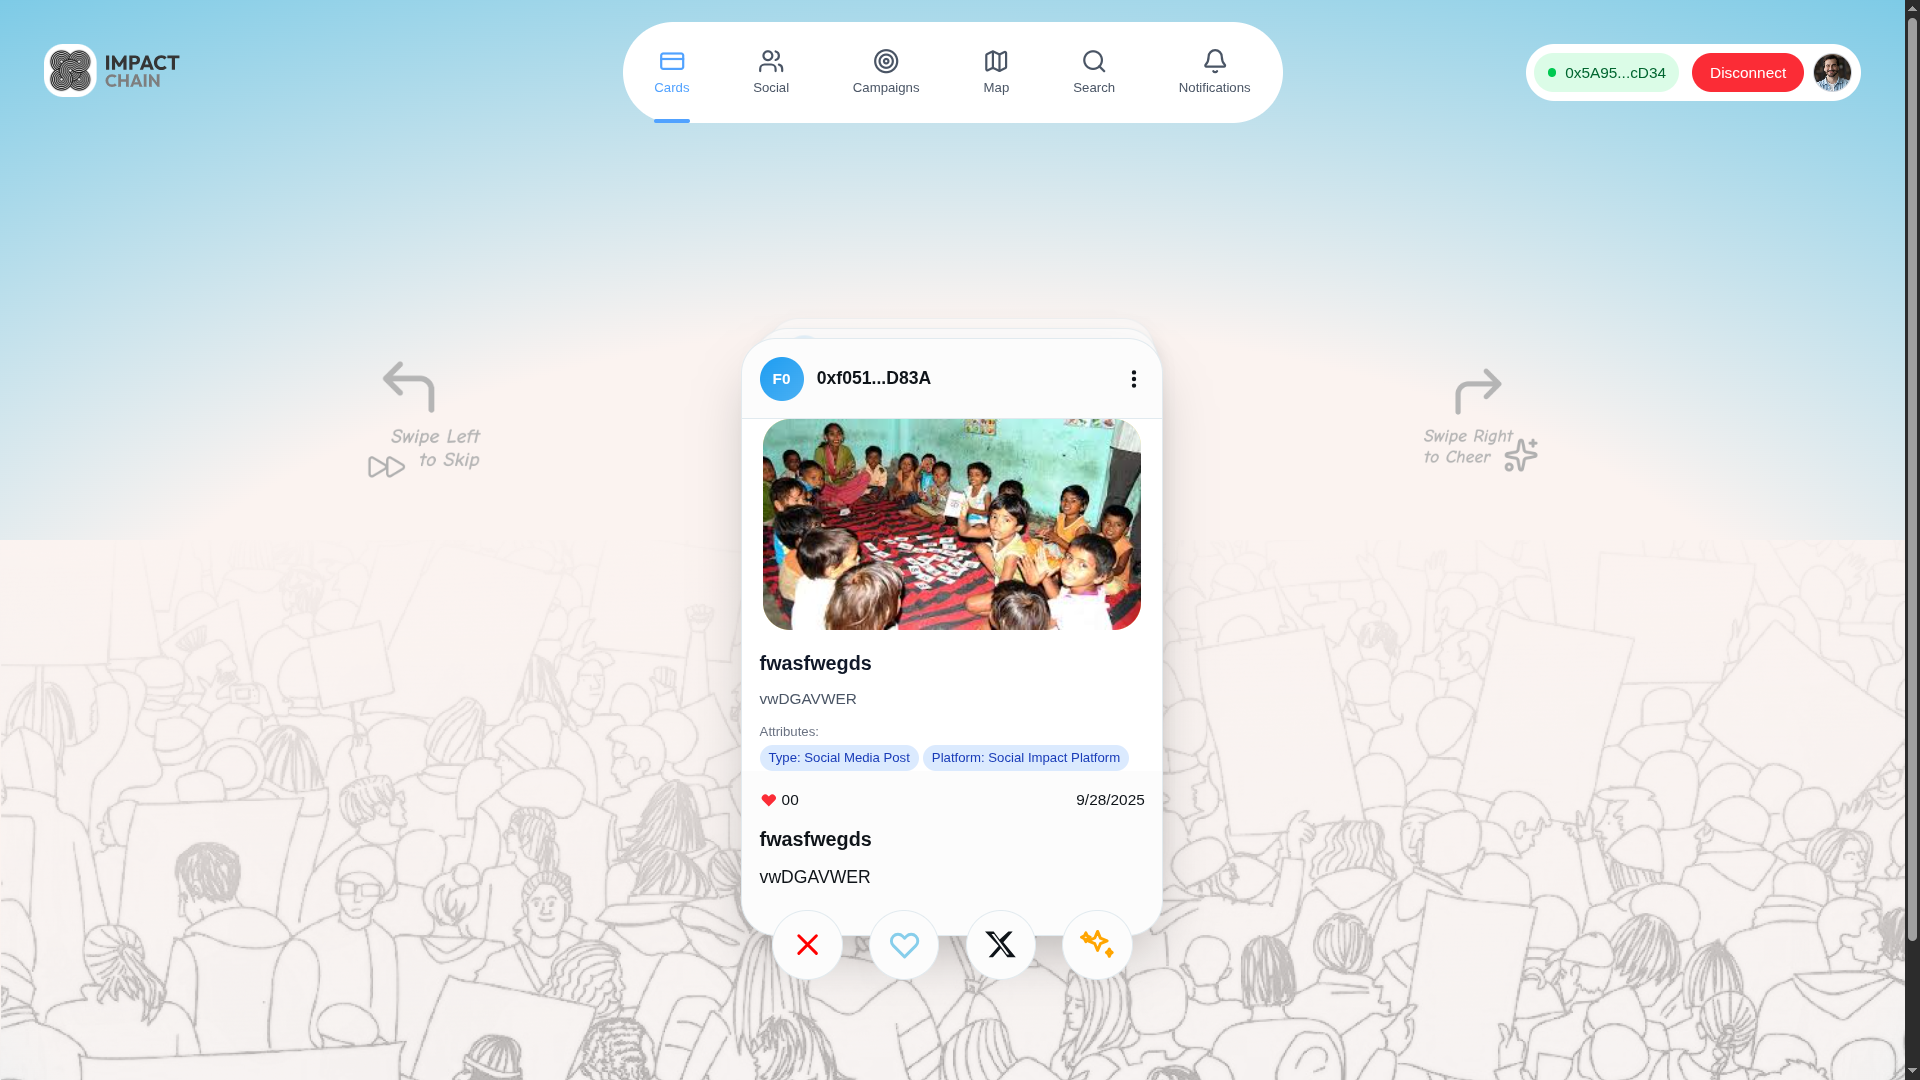 IMPACT
CHAIN
Cards
Social
Campaigns
Map
Search
Notifications
0x5A95...cD34
Disconnect
F0
0xf051...D83A
Swipe Left
to Skip
Swipe Right
to Cheer
fwasfwegds
vwDGAVWER
Attributes:
Type: Social Media Post
Platform: Social Impact Platform
00
9/28/2025
fwasfwegds
vwDGAVWER